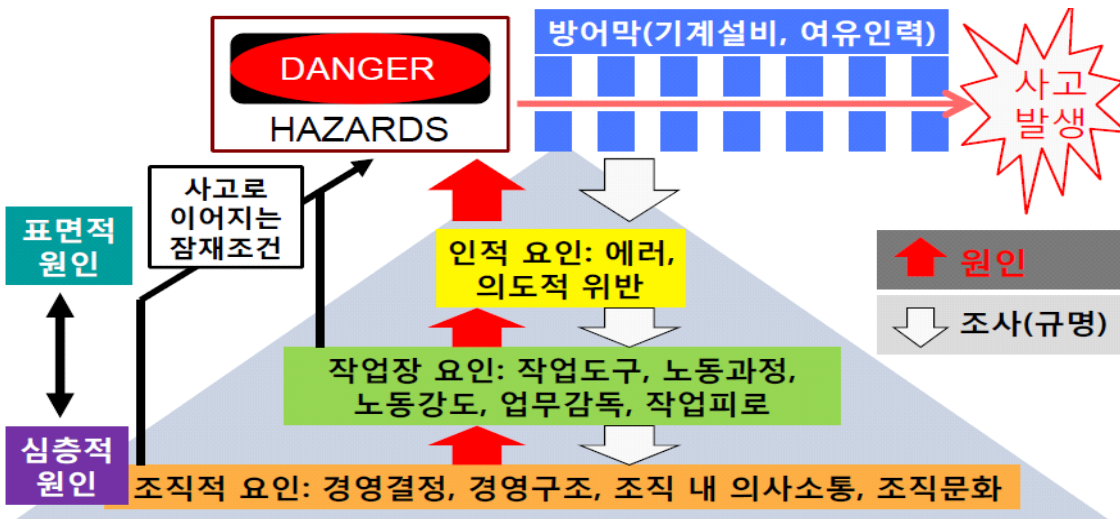 방어막(기계설비, 여유인력)
DANGER
HAZARDS
사고
발생
사고로
이어지는
잠재조건
표면적
원인
인적 요인: 에러,
의도적 위반
원인
조사(규명)
작업장 요인: 작업도구, 노동과정,
노동강도, 업무감독, 작업피로
심층적
원인
조직적 요인: 경영결정, 경영구조, 조직 내 의사소통, 조직문화